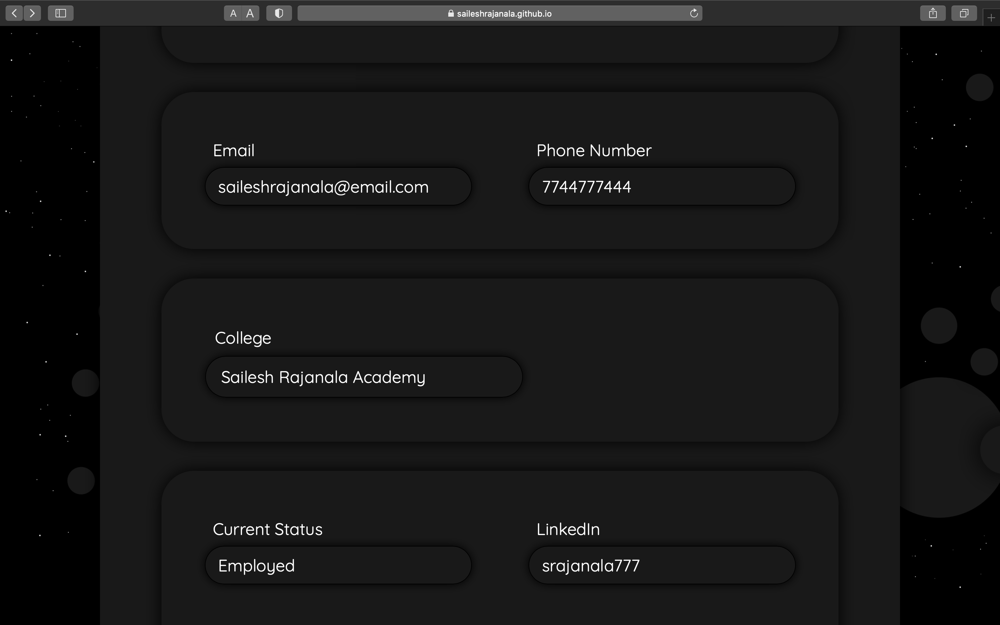 A A saileshrajanala.github.io
Email Phone Number
saileshrajanala@email.com 7744777444
College
Sailesh Rajanala Academy
Current Status LinkedIn
Employed srajanala777